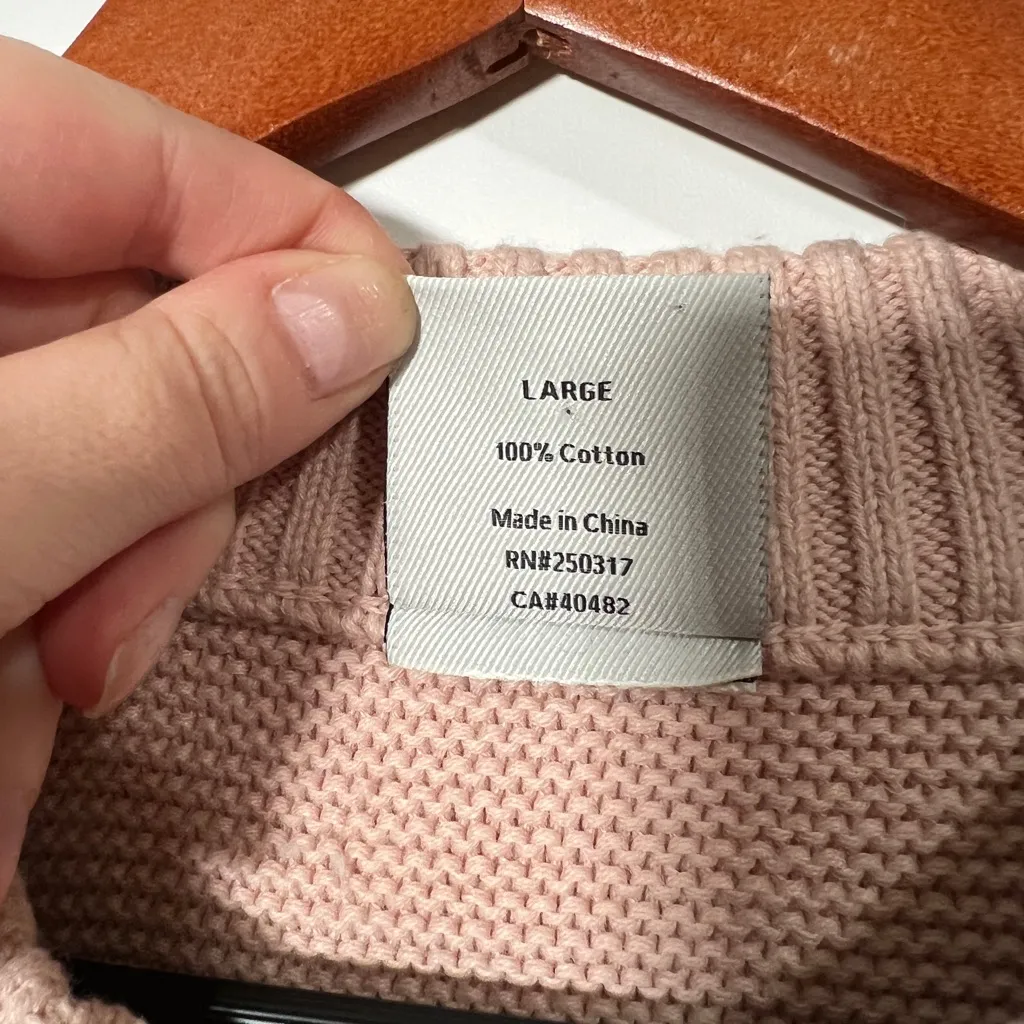 LARGE
100% Cotton
Made in China
RN#250317
CA#40482